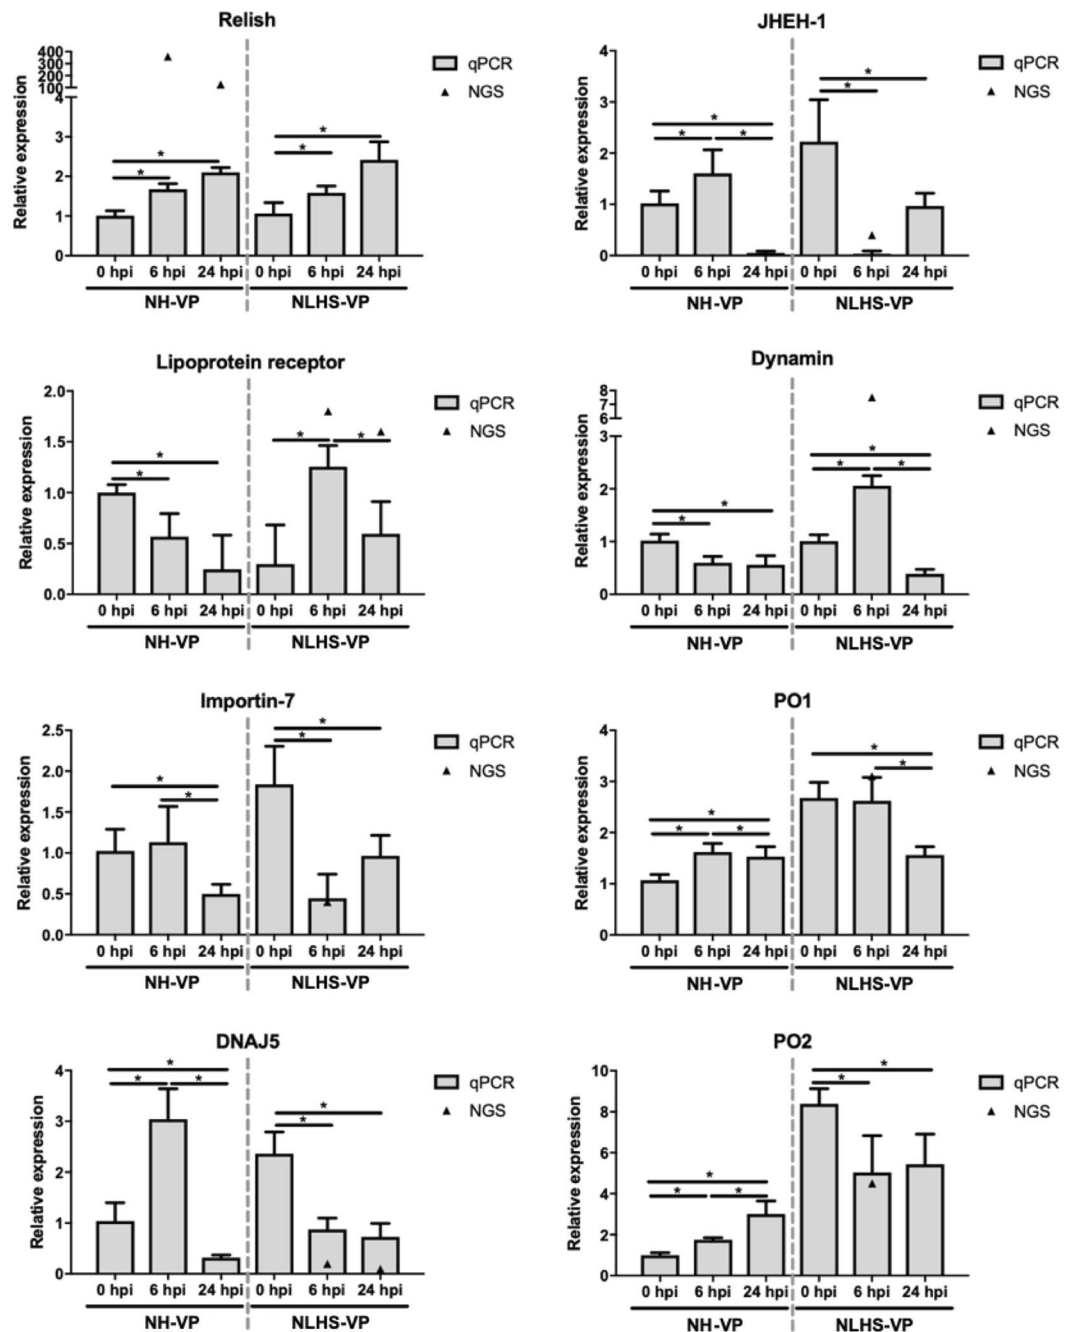 Relish
Relative expression
400
300
200
100
4
3
2
1
0
* * * *
0 hpi 6 hpi 24 hpi 0 hpi 6 hpi 24 hpi
NH-VP NLHS-VP
qPCR
NGS
JHEH-1
Relative expression
4
3
2
1
0
* * * * *
0 hpi 6 hpi 24 hpi 0 hpi 6 hpi 24 hpi
NH-VP NLHS-VP
qPCR
NGS
Lipoprotein receptor
Relative expression
2.0
1.5
1.0
0.5
0.0
* * * *
0 hpi 6 hpi 24 hpi 0 hpi 6 hpi 24 hpi
NH-VP NLHS-VP
qPCR
NGS
Dynamin
Relative expression
8
7
6
3
2
1
0
* * * * *
0 hpi 6 hpi 24 hpi 0 hpi 6 hpi 24 hpi
NH-VP NLHS-VP
qPCR
NGS
Importin-7
Relative expression
2.5
2.0
1.5
1.0
0.5
0.0
* * * *
0 hpi 6 hpi 24 hpi 0 hpi 6 hpi 24 hpi
NH-VP NLHS-VP
qPCR
NGS
PO1
Relative expression
4
3
2
1
0
* * * * *
0 hpi 6 hpi 24 hpi 0 hpi 6 hpi 24 hpi
NH-VP NLHS-VP
qPCR
NGS
DNAJ5
Relative expression
4
3
2
1
0
* * * * *
0 hpi 6 hpi 24 hpi 0 hpi 6 hpi 24 hpi
NH-VP NLHS-VP
qPCR
NGS
PO2
Relative expression
10
8
6
4
2
0
* * * * *
0 hpi 6 hpi 24 hpi 0 hpi 6 hpi 24 hpi
NH-VP NLHS-VP
qPCR
NGS